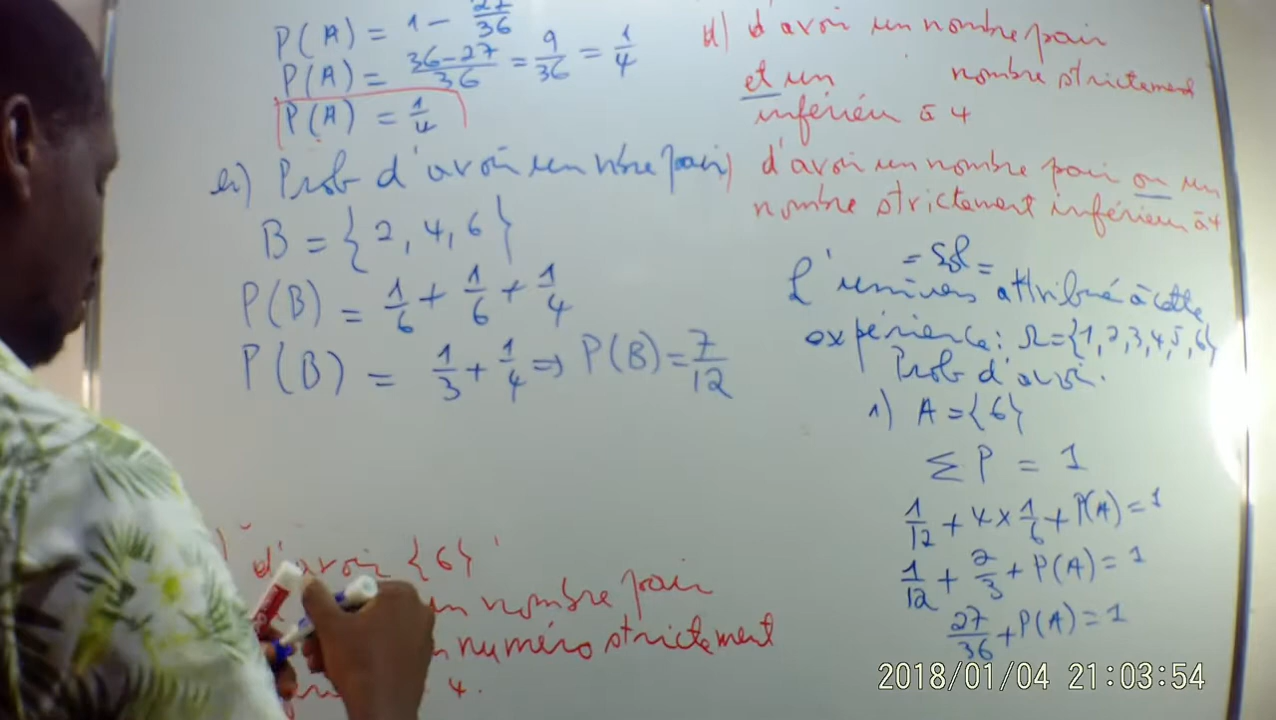 P(A) = 1 - 27/36
P(A) = 36-27/36 = 9/36 = 1/4
P(A) = 1/4
Prob d'avoir un nbre pair
B = {2, 4, 6}
P(B) = 1/6 + 1/6 + 1/4
P(B) = 1/3 + 1/4 ⇒ P(B) = 7/12
d'avoir {6}
un nombre pair
numéro strictement
4.
d) d'avoir un nombre pair
et un nombre strictement
inférieur à 4
) d'avoir un nombre pair ou un
nombre strictement inférieur à 4
= Sol =
L'univers attribué à cette
expérience: Ω={1,2,3,4,5,6}
Prob d'avoir.
1) A = {6}
Σ P = 1
1/12 + 4 × 1/6 + P(A) = 1
1/12 + 2/3 + P(A) = 1
27/36 + P(A) = 1
2018/01/04 21:03:54